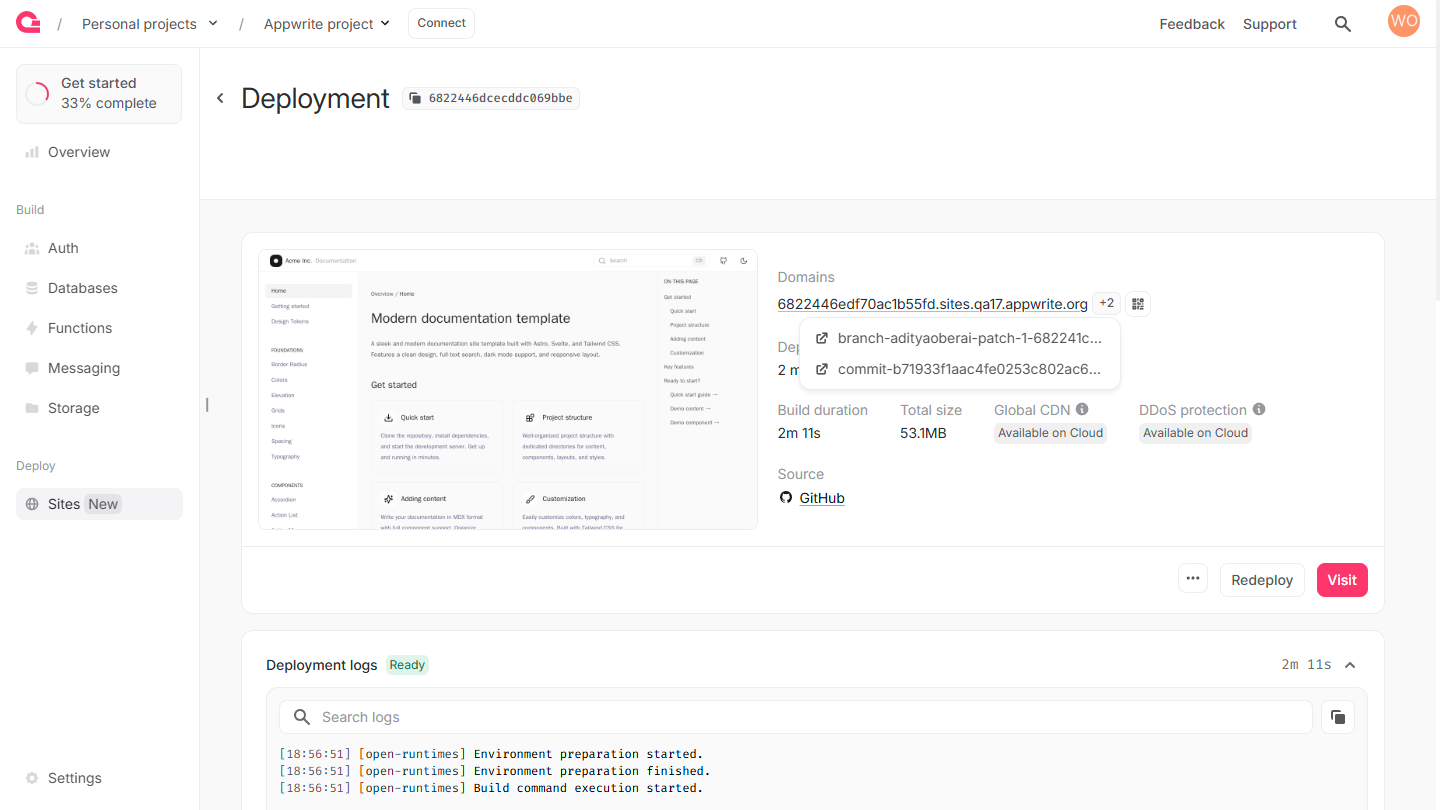 / Personal projects / Appwrite project Connect Feedback Support WO
Get started
33% complete
Overview
Build
Auth
Databases
Functions
Messaging
Storage
Deploy
Sites New
Settings
Deployment 6822446dcecddc069bbe
Acme Inc. Documentation Search
Home
Getting started
Design Tokens
FOUNDATIONS
Border Radius
Colors
Elevation
Grids
Icons
Spacing
Typography
COMPONENTS
Accordion
Action List
Overview / Home
Modern documentation template
A sleek and modern documentation site template built with Astro, Svelte, and Tailwind CSS.
Features a clean design, full-text search, dark mode support, and responsive layout.
Get started
Quick start
Clone the repository, install dependencies,
and start the development server. Get up
and running in minutes.
Project structure
Well-organized project structure with
dedicated directories for content,
components, layouts, and styles.
Adding content
Write your documentation in MDX format
with full component support. Organize
Customization
Easily customize colors, typography, and
components. Built with Tailwind CSS for
ON THIS PAGE
Get started
Quick start
Project structure
Adding content
Customization
Key features
Ready to start?
Quick start guide →
Demo content →
Demo component →
Domains
6822446edf70ac1b55fd.sites.qa17.appwrite.org +2
branch-adityaoberai-patch-1-682241c...
commit-b71933f1aac4fe0253c802ac6...
Build duration
2m 11s
Total size
53.1MB
Global CDN
Available on Cloud
DDoS protection
Available on Cloud
Source
GitHub
Redeploy Visit
Deployment logs Ready 2m 11s
Search logs
[18:56:51] [open-runtimes] Environment preparation started.
[18:56:51] [open-runtimes] Environment preparation finished.
[18:56:51] [open-runtimes] Build command execution started.